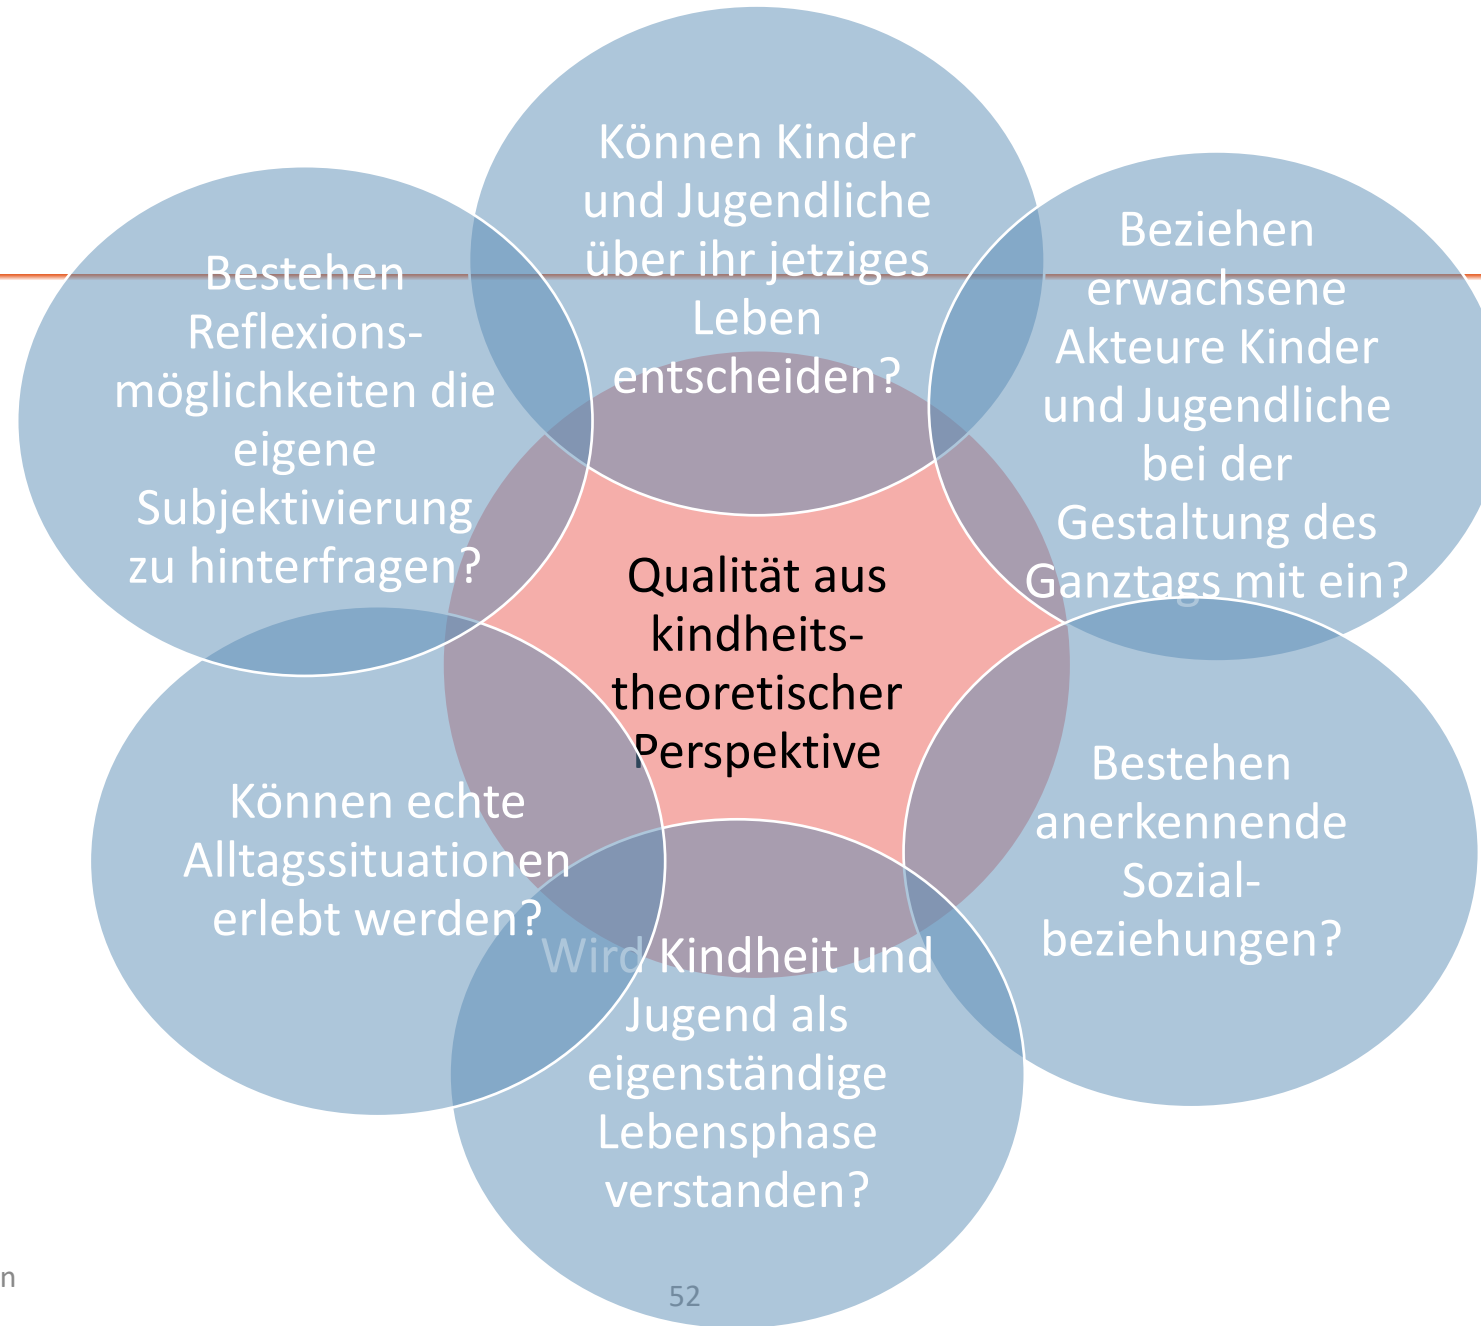 Können Kinder
und Jugendliche
über ihr jetziges
Leben
entscheiden?
Beziehen
erwachsene
Akteure Kinder
und Jugendliche
bei der
Gestaltung des
Ganztags mit ein?
Bestehen
anerkennende
Sozial-
beziehungen?
Wird Kindheit und
Jugend als
eigenständige
Lebensphase
verstanden?
Können echte
Alltagssituationen
erlebt werden?
Bestehen
Reflexions-
möglichkeiten die
eigene
Subjektivierung
zu hinterfragen?
Qualität aus
kindheits-
theoretischer
Perspektive
n
52